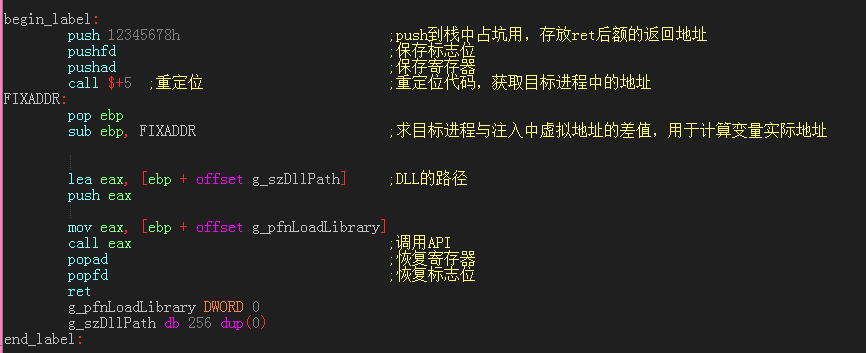 begin_label:
push 12345678h ;push到栈中占坑用，存放ret后额的返回地址
pushfd ;保存标志位
pushad ;保存寄存器
call $+5 ;重定位 ;重定位代码，获取目标进程中的地址
FIXADDR:
pop ebp
sub ebp, FIXADDR ;求目标进程与注入中虚拟地址的差值，用于计算变量实际地址
lea eax, [ebp + offset g_szDllPath] ;DLL的路径
push eax
mov eax, [ebp + offset g_pfnLoadLibrary]
call eax ;调用API
popad ;恢复寄存器
popfd ;恢复标志位
ret
g_pfnLoadLibrary DWORD 0
g_szDllPath db 256 dup(0)
end_label: